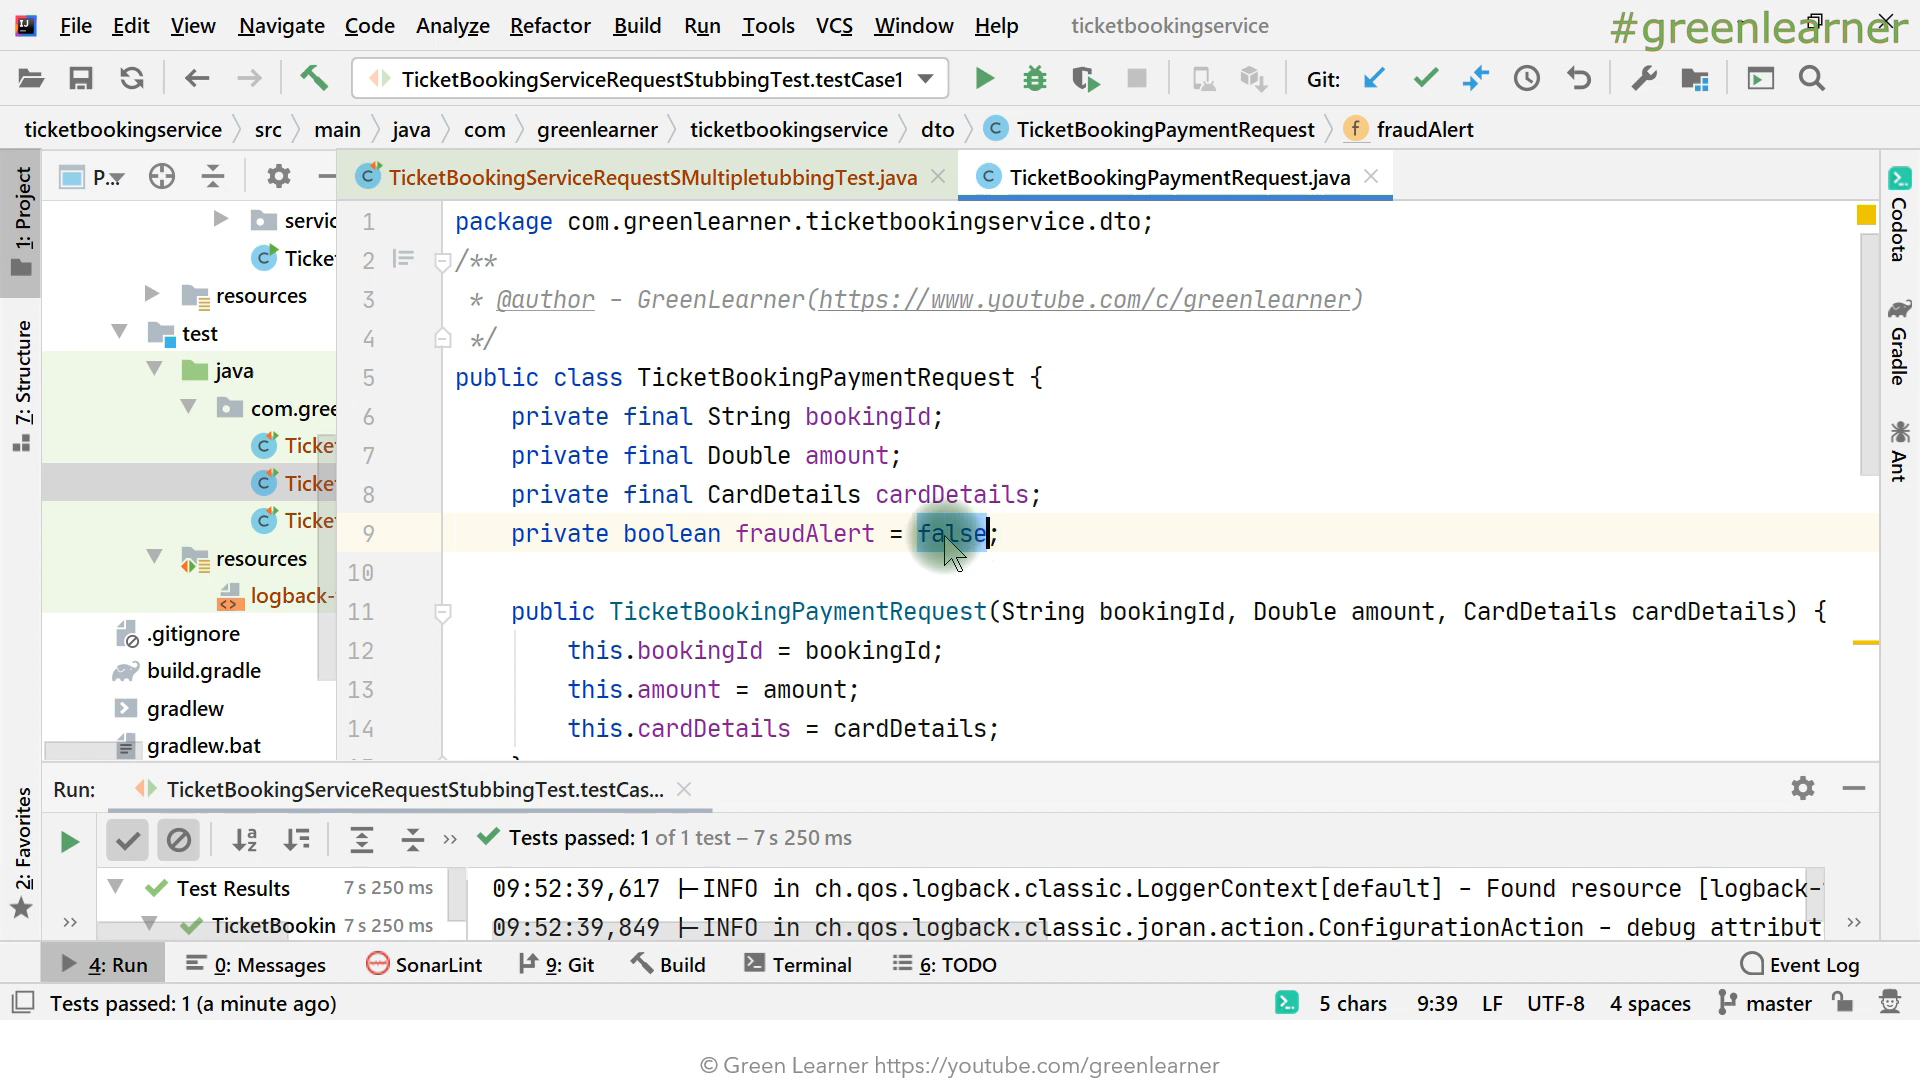 File Edit View Navigate Code Analyze Refactor Build Run Tools VCS Window Help ticketbookingservice
#greenlearner
TicketBookingServiceRequestStubbingTest.testCase1 Git:
ticketbookingservice src main java com greenlearner ticketbookingservice dto TicketBookingPaymentRequest fraudAlert
P... TicketBookingServiceRequestSMultipletubbingTest.java TicketBookingPaymentRequest.java
1: Project
7: Structure
2: Favorites
servic
Ticke
resources
test
java
com.gree
Ticke
Ticke
Ticke
resources
logback-
.gitignore
build.gradle
gradlew
gradlew.bat
1 package com.greenlearner.ticketbookingservice.dto;
2 /**
3 * @author - GreenLearner(https://www.youtube.com/c/greenlearner)
4 */
5 public class TicketBookingPaymentRequest {
6 private final String bookingId;
7 private final Double amount;
8 private final CardDetails cardDetails;
9 private boolean fraudAlert = false;
10
11 public TicketBookingPaymentRequest(String bookingId, Double amount, CardDetails cardDetails) {
12 this.bookingId = bookingId;
13 this.amount = amount;
14 this.cardDetails = cardDetails;
Codota
Gradle
Ant
Run: TicketBookingServiceRequestStubbingTest.testCas...
Tests passed: 1 of 1 test – 7 s 250 ms
Test Results 7 s 250 ms
TicketBookin 7 s 250 ms
09:52:39,617 |-INFO in ch.qos.logback.classic.LoggerContext[default] - Found resource [logback-
09:52:39,849 |-INFO in ch.qos.logback.classic.joran.action.ConfigurationAction - debug attribut
4: Run 0: Messages SonarLint 9: Git Build Terminal 6: TODO Event Log
Tests passed: 1 (a minute ago) 5 chars 9:39 LF UTF-8 4 spaces master
© Green Learner https://youtube.com/greenlearner